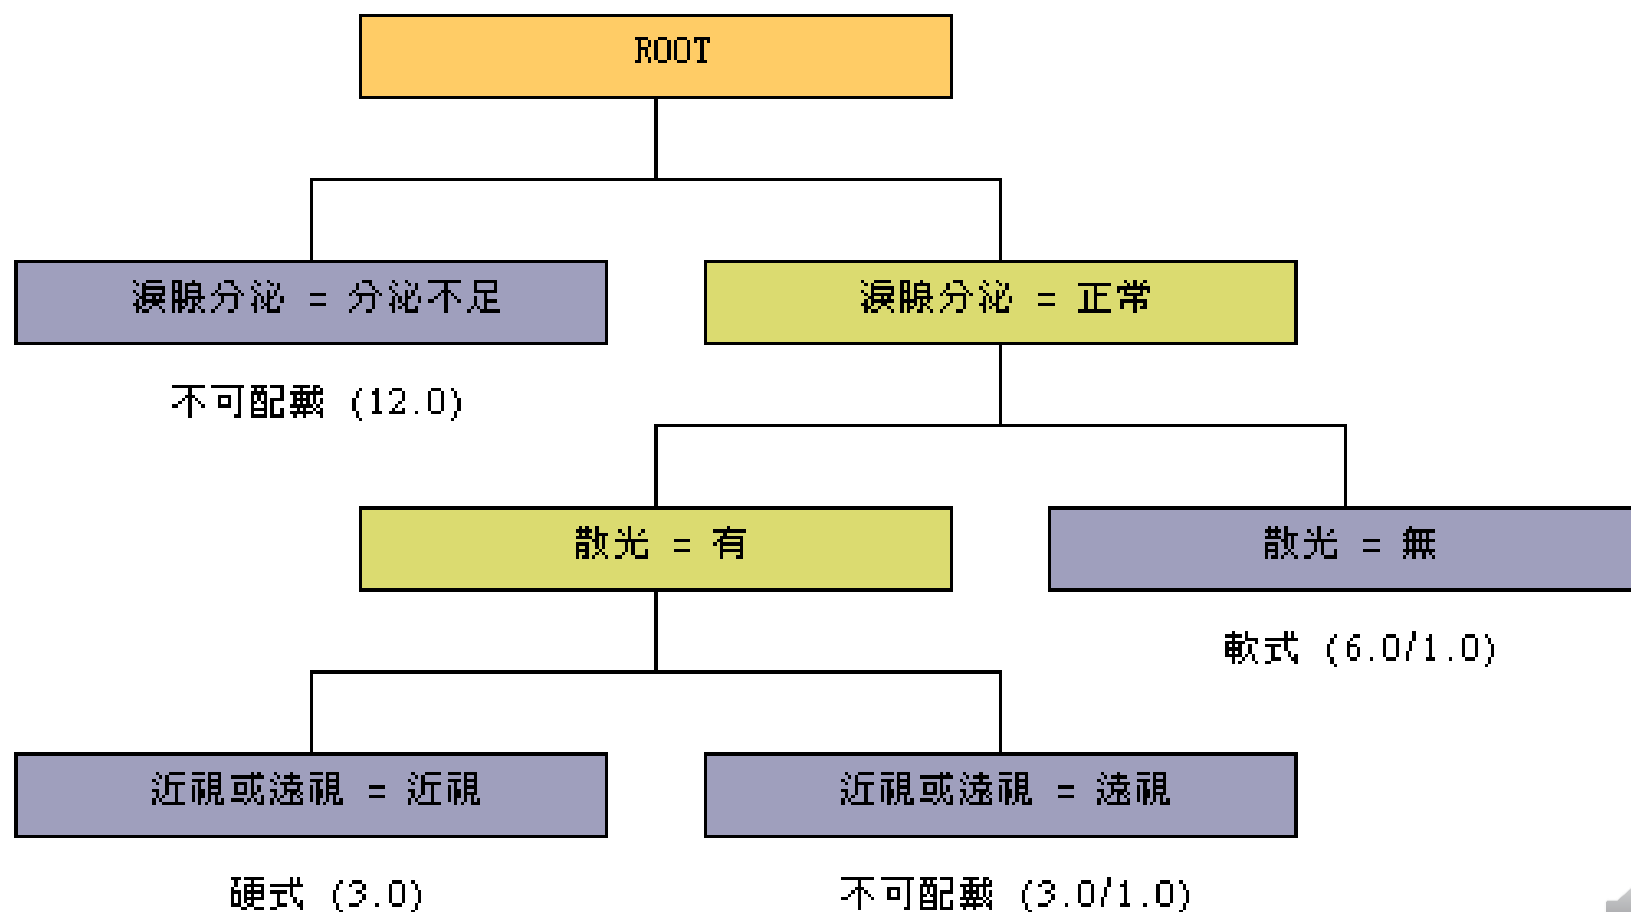 ROOT
淚腺分泌 = 分泌不足
淚腺分泌 = 正常
不可配戴 (12.0)
散光 = 有
散光 = 無
軟式 (6.0/1.0)
近視或遠視 = 近視
近視或遠視 = 遠視
硬式 (3.0)
不可配戴 (3.0/1.0)